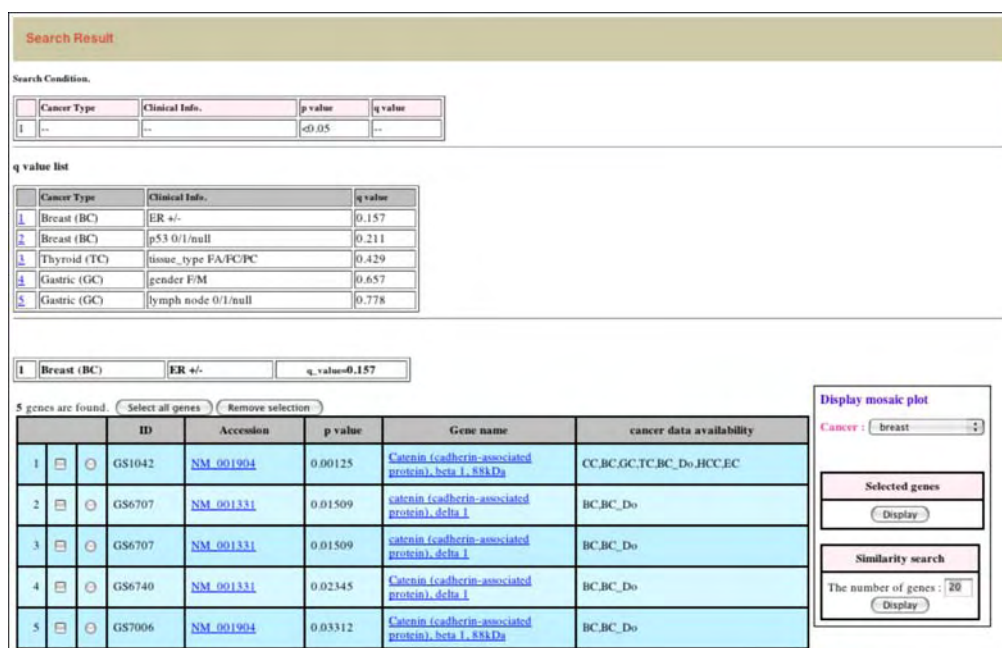 Search Result
Search Condition.
Cancer Type Clinical Info. p value q value
1 -- -- <0.05 --
q value list
Cancer Type Clinical Info. q value
1 Breast (BC) ER +/- 0.157
2 Breast (BC) p53 0/1/null 0.211
3 Thyroid (TC) tissue_type FA/FC/PC 0.429
4 Gastric (GC) gender F/M 0.657
5 Gastric (GC) lymph node 0/1/null 0.778
1 Breast (BC) ER +/- q_value=0.157
5 genes are found. Select all genes Remove selection
ID Accession p value Gene name cancer data availability
1 GS1042 NM_001904 0.00125 Catenin (cadherin-associated
protein), beta 1, 88kDa CC,BC,GC,TC,BC_Do,HCC,EC
2 GS6707 NM_001331 0.01509 catenin (cadherin-associated
protein), delta 1 BC,BC_Do
3 GS6707 NM_001331 0.01509 catenin (cadherin-associated
protein), delta 1 BC,BC_Do
4 GS6740 NM_001331 0.02345 Catenin (cadherin-associated
protein), delta 1 BC,BC_Do
5 GS7006 NM_001904 0.03312 Catenin (cadherin-associated
protein), beta 1, 88kDa BC,BC_Do
Display mosaic plot
Cancer : breast
Selected genes
Display
Similarity search
The number of genes : 20
Display